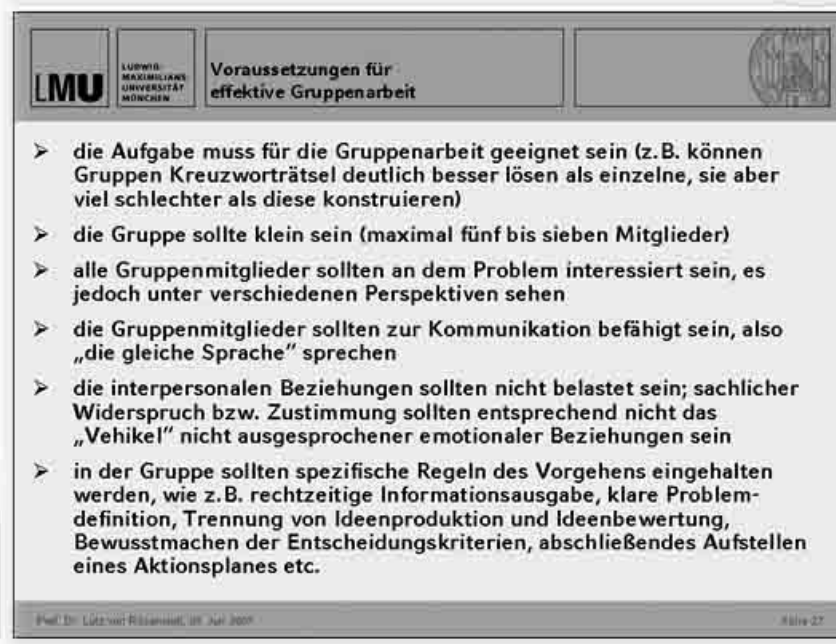 LMU
LUDWIG-
MAXIMILIANS
UNIVERSITÄT
MÜNCHEN
Voraussetzungen für
effektive Gruppenarbeit
➢ die Aufgabe muss für die Gruppenarbeit geeignet sein (z.B. können
Gruppen Kreuzworträtsel deutlich besser lösen als einzelne, sie aber
viel schlechter als diese konstruieren)
➢ die Gruppe sollte klein sein (maximal fünf bis sieben Mitglieder)
➢ alle Gruppenmitglieder sollten an dem Problem interessiert sein, es
jedoch unter verschiedenen Perspektiven sehen
➢ die Gruppenmitglieder sollten zur Kommunikation befähigt sein, also
„die gleiche Sprache” sprechen
➢ die interpersonalen Beziehungen sollten nicht belastet sein; sachlicher
Widerspruch bzw. Zustimmung sollten entsprechend nicht das
„Vehikel” nicht ausgesprochener emotionaler Beziehungen sein
➢ in der Gruppe sollten spezifische Regeln des Vorgehens eingehalten
werden, wie z.B. rechtzeitige Informationsausgabe, klare Problem-
definition, Trennung von Ideenproduktion und Ideenbewertung,
Bewusstmachen der Entscheidungskriterien, abschließendes Aufstellen
eines Aktionsplanes etc.
Prof. Dr. Lutz von
Folie 27